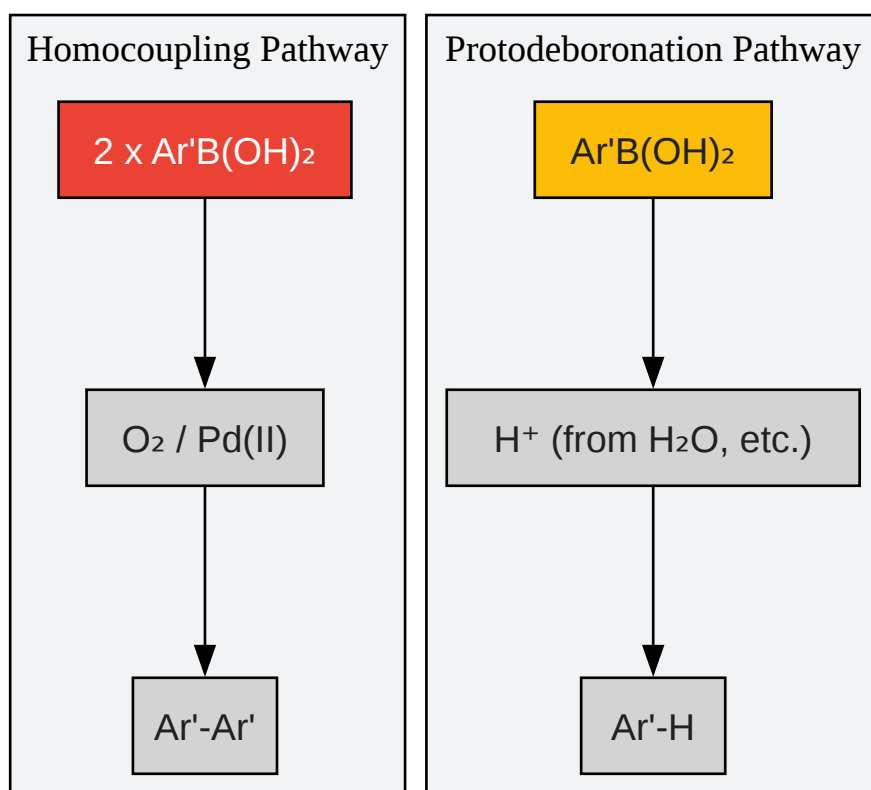 Homocoupling Pathway
2 x Ar'B(OH)₂
O₂ / Pd(II)
Ar'-Ar'
Protodeboronation Pathway
Ar'B(OH)₂
H⁺ (from H₂O, etc.)
Ar'-H